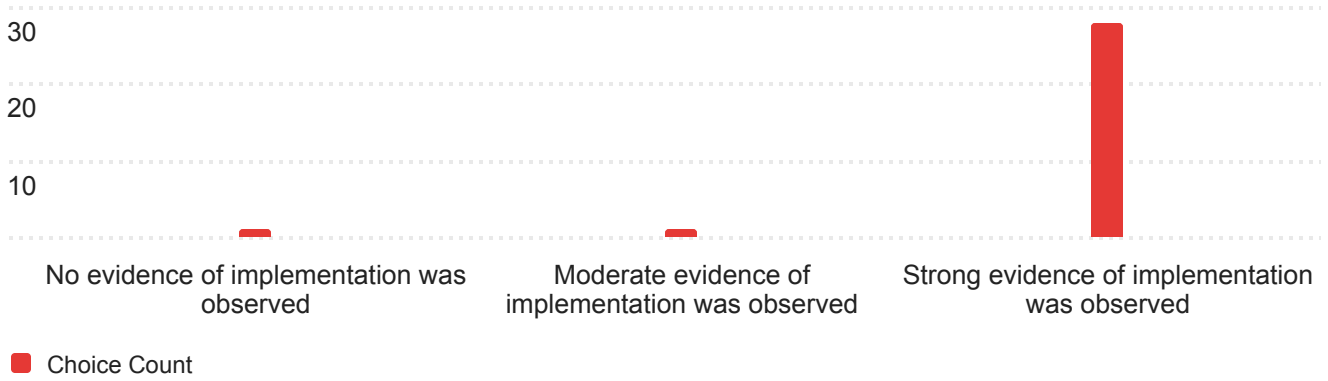 30
20
10
No evidence of implementation was
observed
Moderate evidence of
implementation was observed
Strong evidence of implementation
was observed
Choice Count